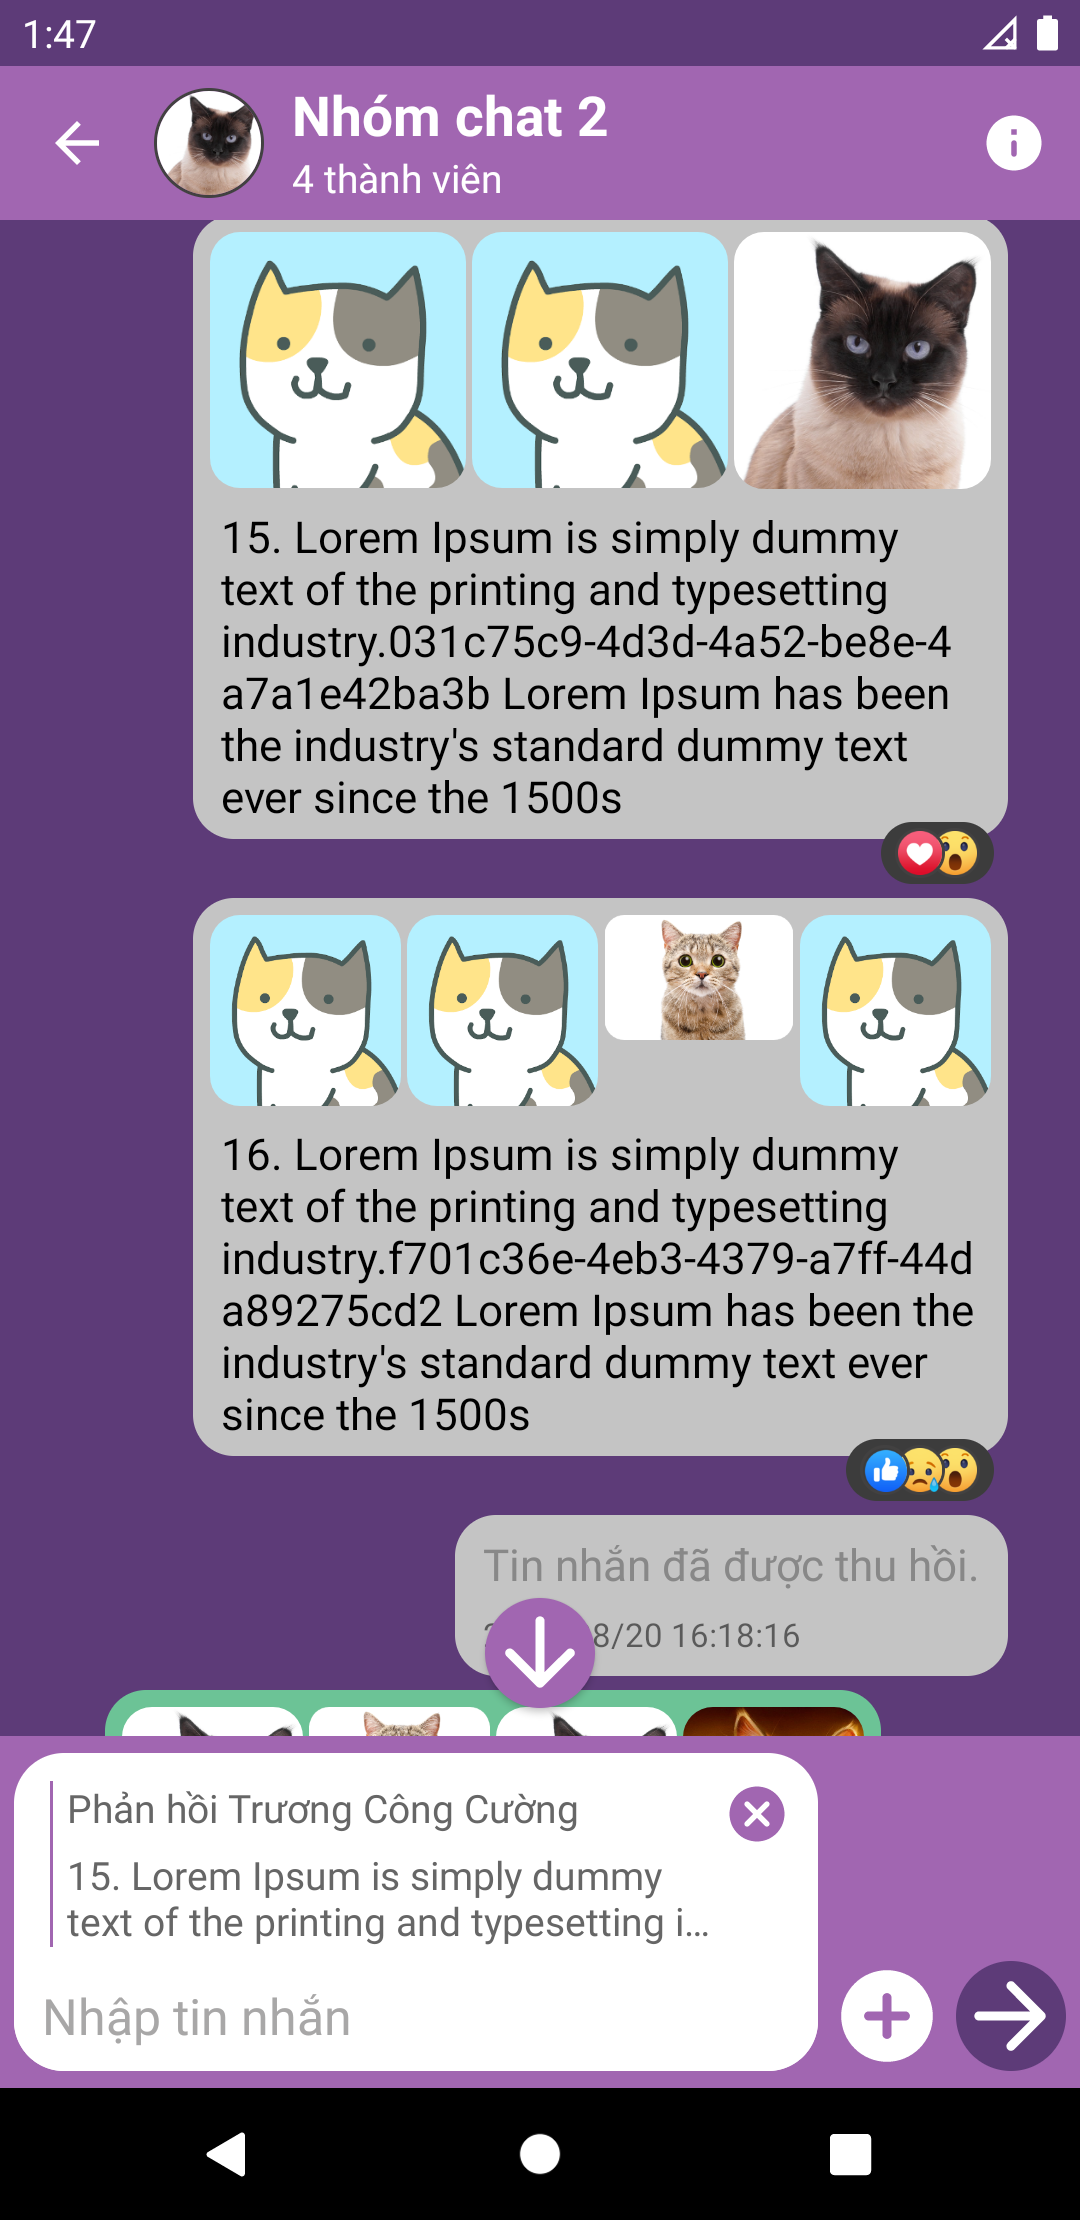 1:47
Nhóm chat 2
4 thành viên
15. Lorem Ipsum is simply dummy
text of the printing and typesetting
industry.031c75c9-4d3d-4a52-be8e-4
a7a1e42ba3b Lorem Ipsum has been
the industry's standard dummy text
ever since the 1500s
16. Lorem Ipsum is simply dummy
text of the printing and typesetting
industry.f701c36e-4eb3-4379-a7ff-44d
a89275cd2 Lorem Ipsum has been the
industry's standard dummy text ever
since the 1500s
Tin nhắn đã được thu hồi.
8/20 16:18:16
Phản hồi Trương Công Cường
15. Lorem Ipsum is simply dummy
text of the printing and typesetting i...
Nhập tin nhắn